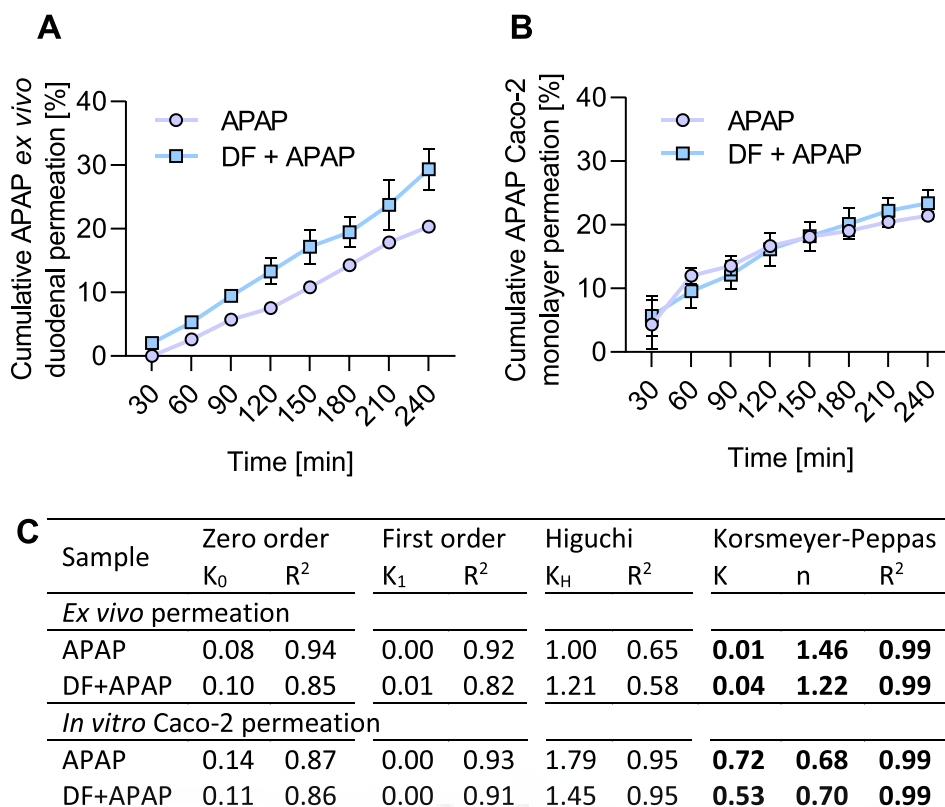 A
Cumulative APAP ex vivo
duodenal permeation [%]
40
30
20
10
0
APAP
DF + APAP
30
60
90
120
150
180
210
240
Time [min]
B
Cumulative APAP Caco-2
monolayer permeation [%]
40
30
20
10
0
APAP
DF + APAP
30
60
90
120
150
180
210
240
Time [min]
C
Sample Zero order First order Higuchi Korsmeyer-Peppas
K₀ R² K₁ R² K_H R² K n R²
Ex vivo permeation
APAP 0.08 0.94 0.00 0.92 1.00 0.65 0.01 1.46 0.99
DF+APAP 0.10 0.85 0.01 0.82 1.21 0.58 0.04 1.22 0.99
In vitro Caco-2 permeation
APAP 0.14 0.87 0.00 0.93 1.79 0.95 0.72 0.68 0.99
DF+APAP 0.11 0.86 0.00 0.91 1.45 0.95 0.53 0.70 0.99